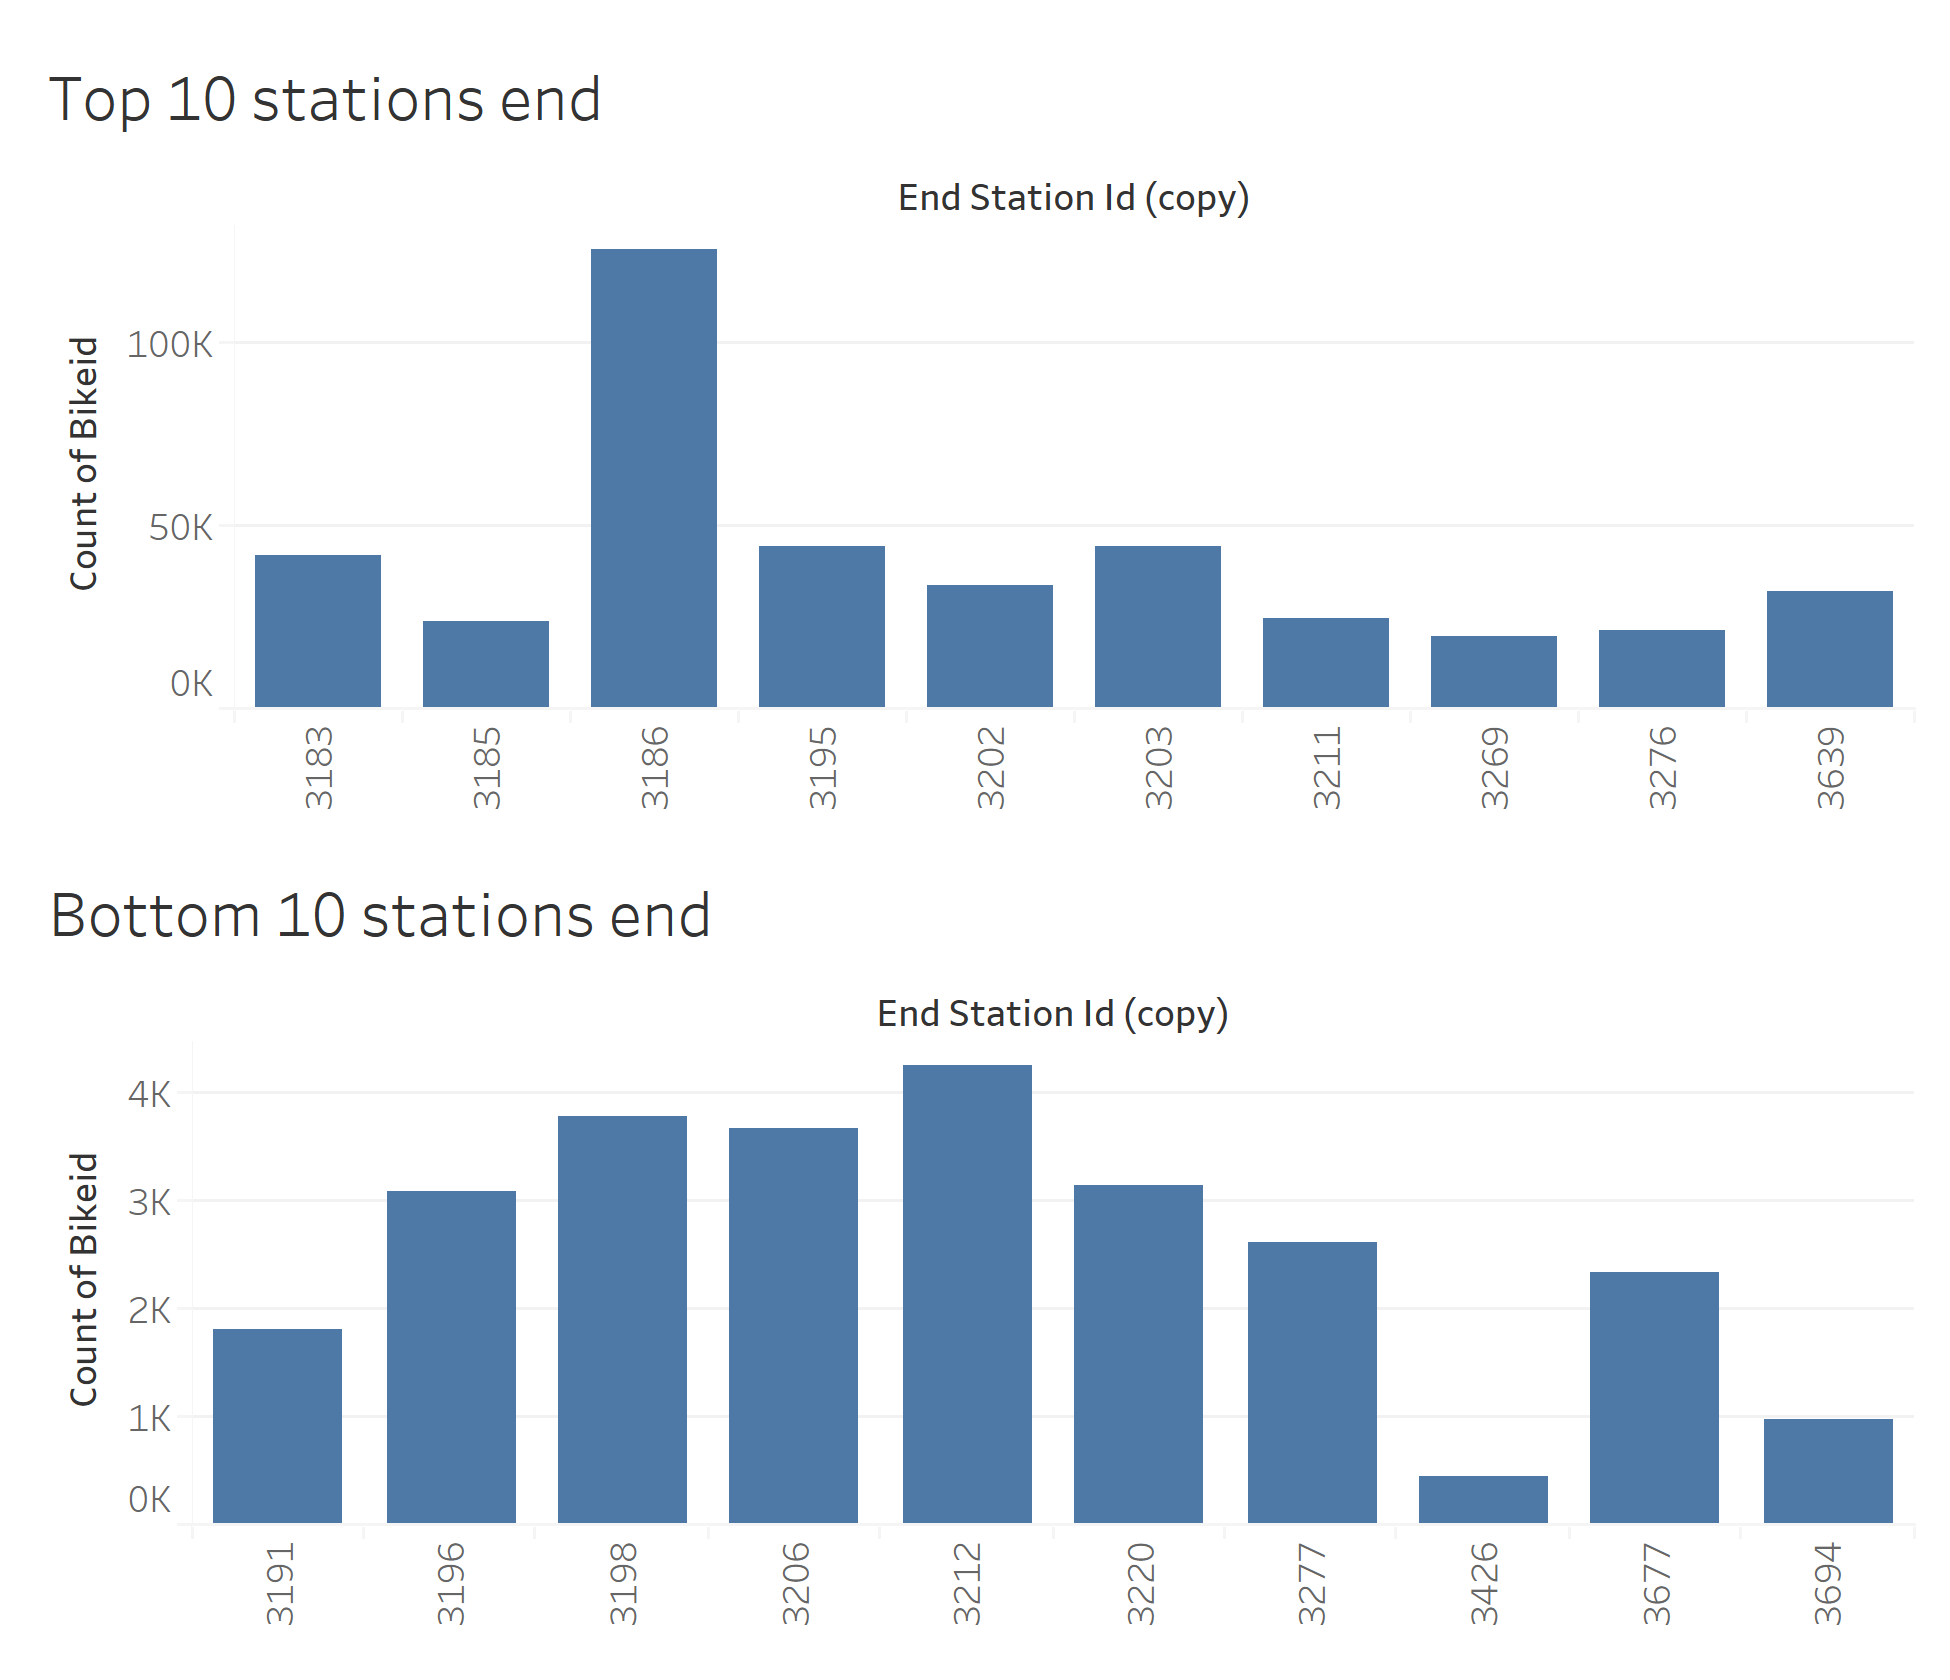 Top 10 stations end
End Station Id (copy)
Count of Bikeid
100K
50K
0K
3183 3185 3186 3195 3202 3203 3211 3269 3276 3639
Bottom 10 stations end
End Station Id (copy)
Count of Bikeid
4K
3K
2K
1K
0K
3191 3196 3198 3206 3212 3220 3277 3426 3677 3694